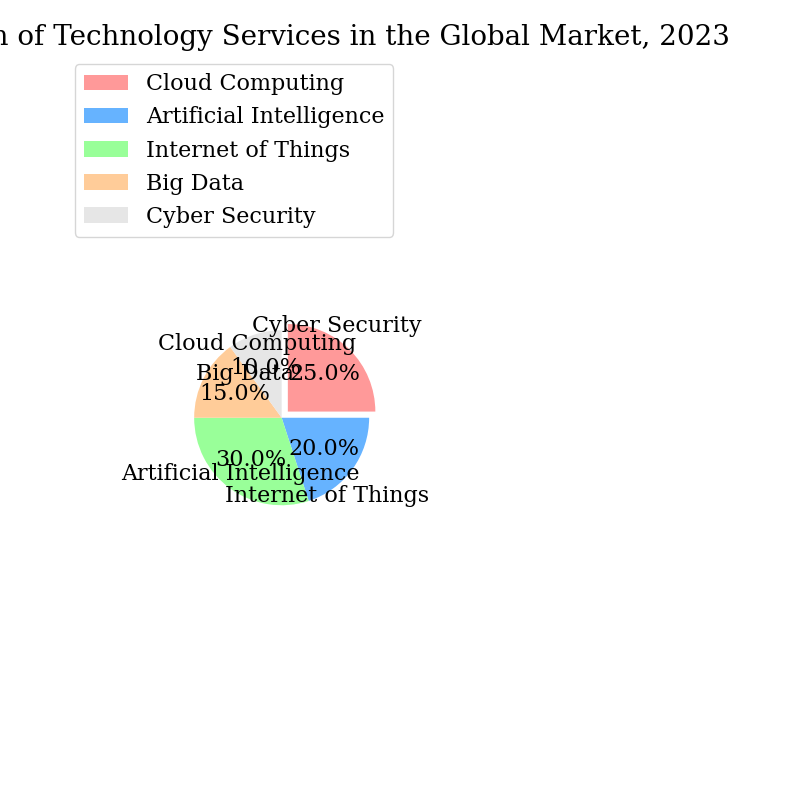 of Technology Services in the Global Market, 2023
Cloud Computing
Artificial Intelligence
Internet of Things
Big Data
Cyber Security
Cyber Security
Cloud Computing
10.0%
Big Data
25.0%
15.0%
20.0%
30.0%
Artificial Intelligence
Internet of Things